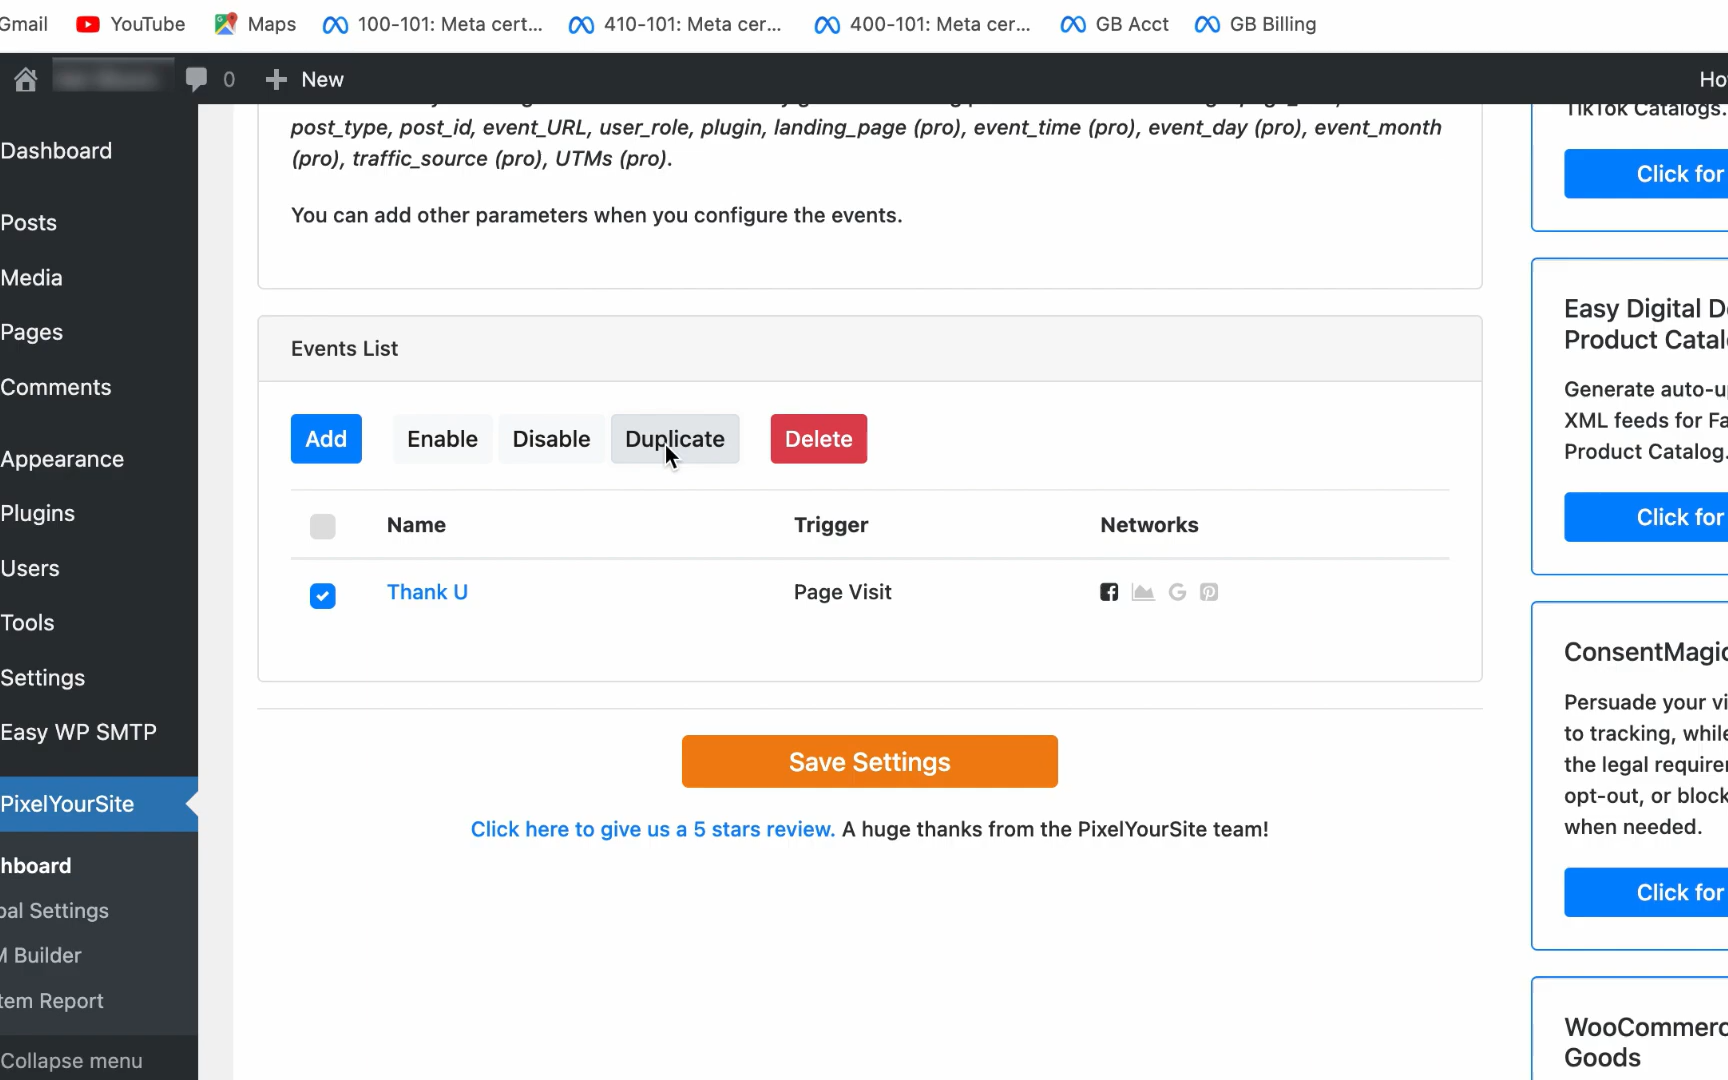 Gmail YouTube Maps 100-101: Meta cert... 410-101: Meta cer... 400-101: Meta cer... GB Acct GB Billing
0 New
Dashboard
Posts
Media
Pages
Comments
Appearance
Plugins
Users
Tools
Settings
Easy WP SMTP
PixelYourSite
hboard
bal Settings
M Builder
tem Report
Collapse menu
post_type, post_id, event_URL, user_role, plugin, landing_page (pro), event_time (pro), event_day (pro), event_month
(pro), traffic_source (pro), UTMs (pro).
You can add other parameters when you configure the events.
Events List
Add Enable Disable Duplicate Delete
Name Trigger Networks
Thank U Page Visit
Save Settings
Click here to give us a 5 stars review. A huge thanks from the PixelYourSite team!
TikTok Catalogs.
Click for
Easy Digital D
Product Catal
Generate auto-u
XML feeds for Fa
Product Catalog.
Click for
ConsentMagic
Persuade your vi
to tracking, while
the legal requirer
opt-out, or block
when needed.
Click for
WooCommerc
Goods